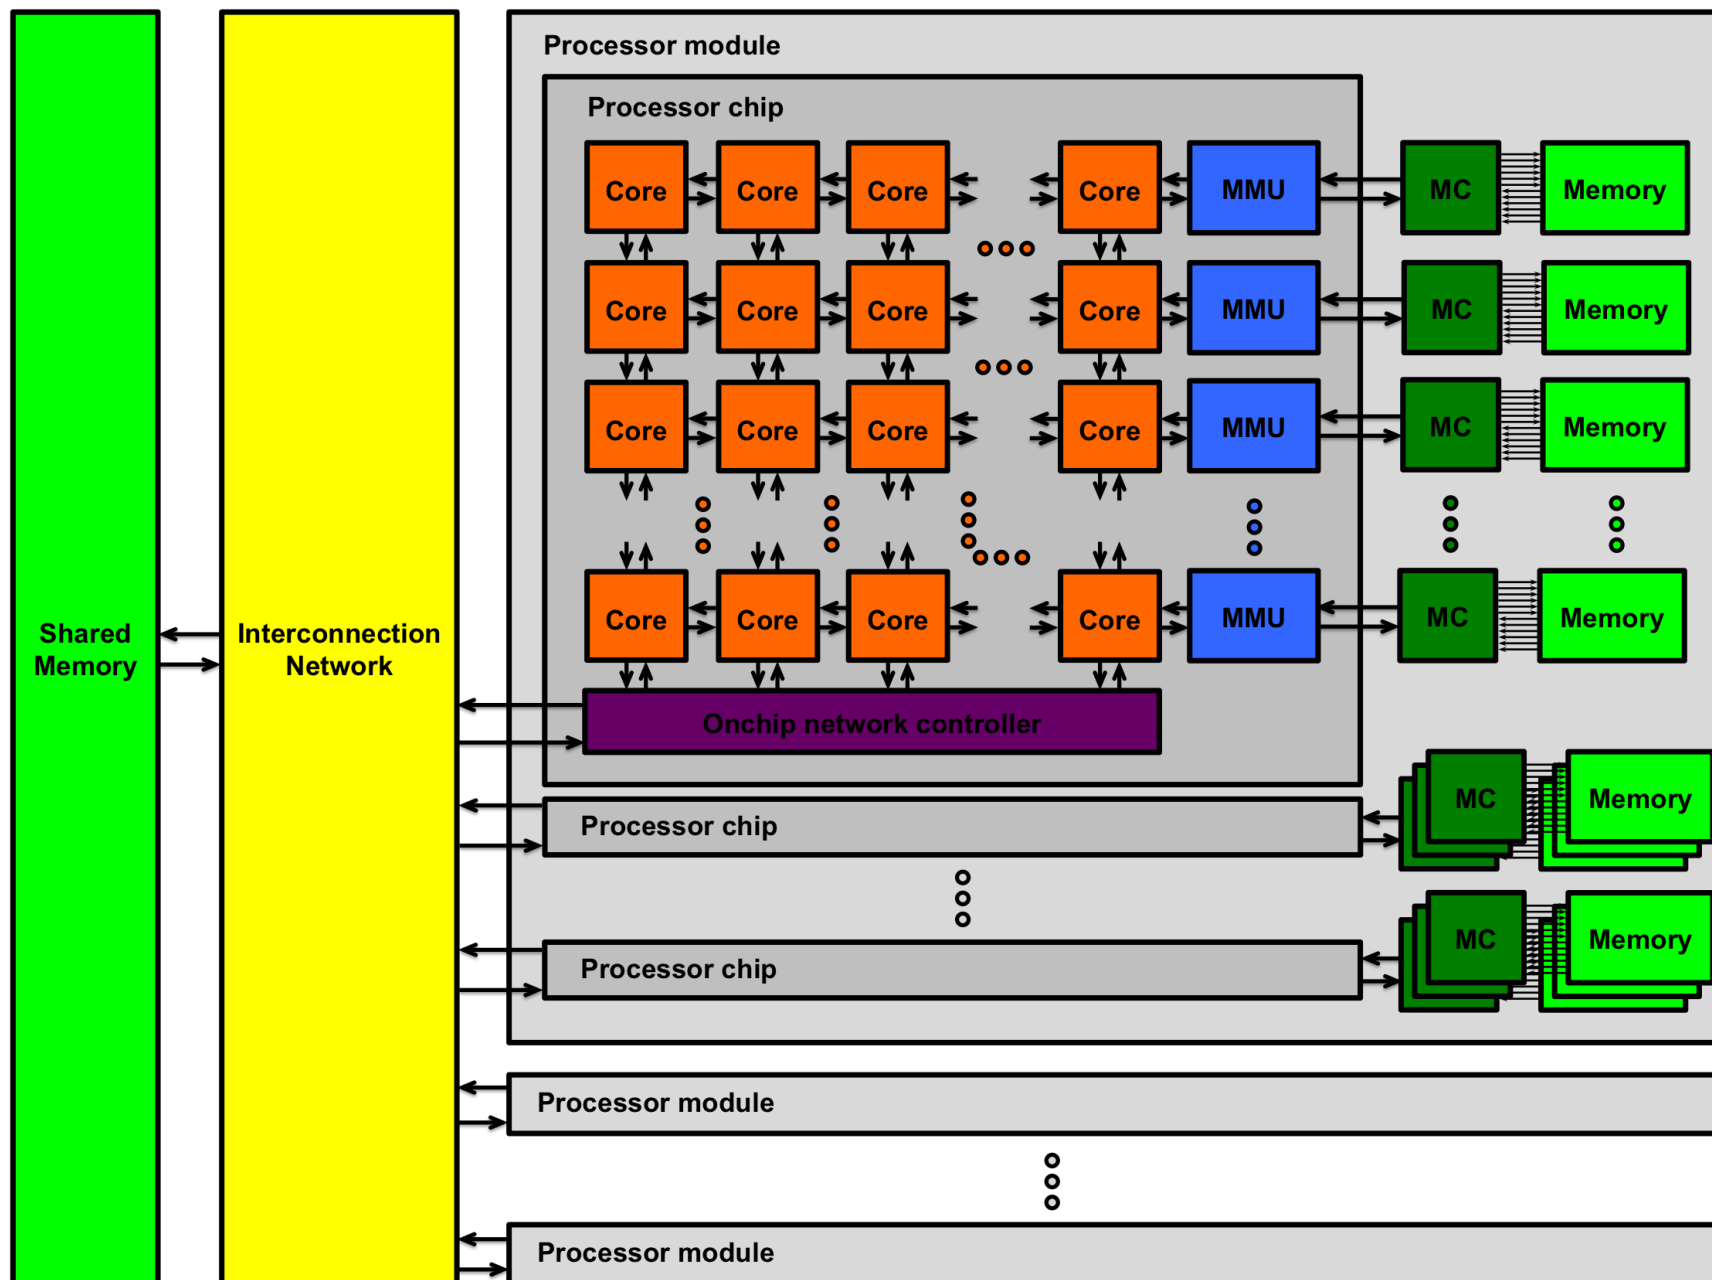 Processor module
Processor chip
Core Core Core Core MMU MC Memory
Core Core Core Core MMU MC Memory
Core Core Core Core MMU MC Memory
Core Core Core Core MMU MC Memory
Shared
Memory
Interconnection
Network
Onchip network controller
Processor chip
MC Memory
Processor chip
MC Memory
Processor module
Processor module